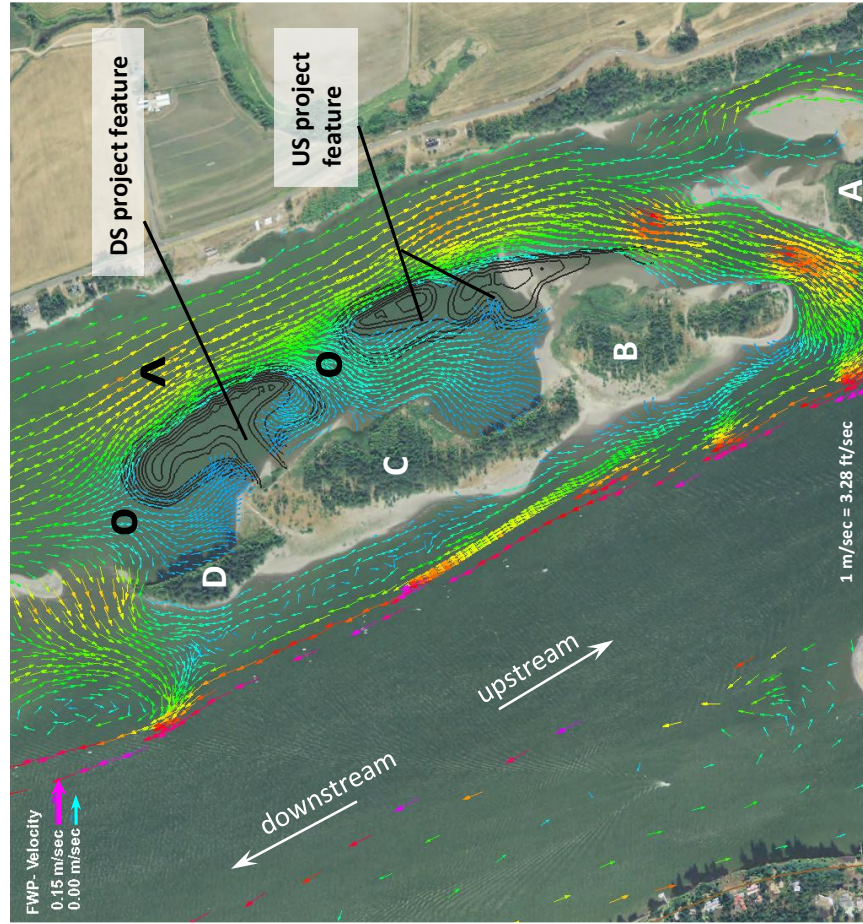 DS project feature
US project
feature
V
O
O
A
B
C
D
upstream
downstream
FWP- Velocity
0.15 m/sec
0.00 m/sec
1 m/sec = 3.28 ft/sec